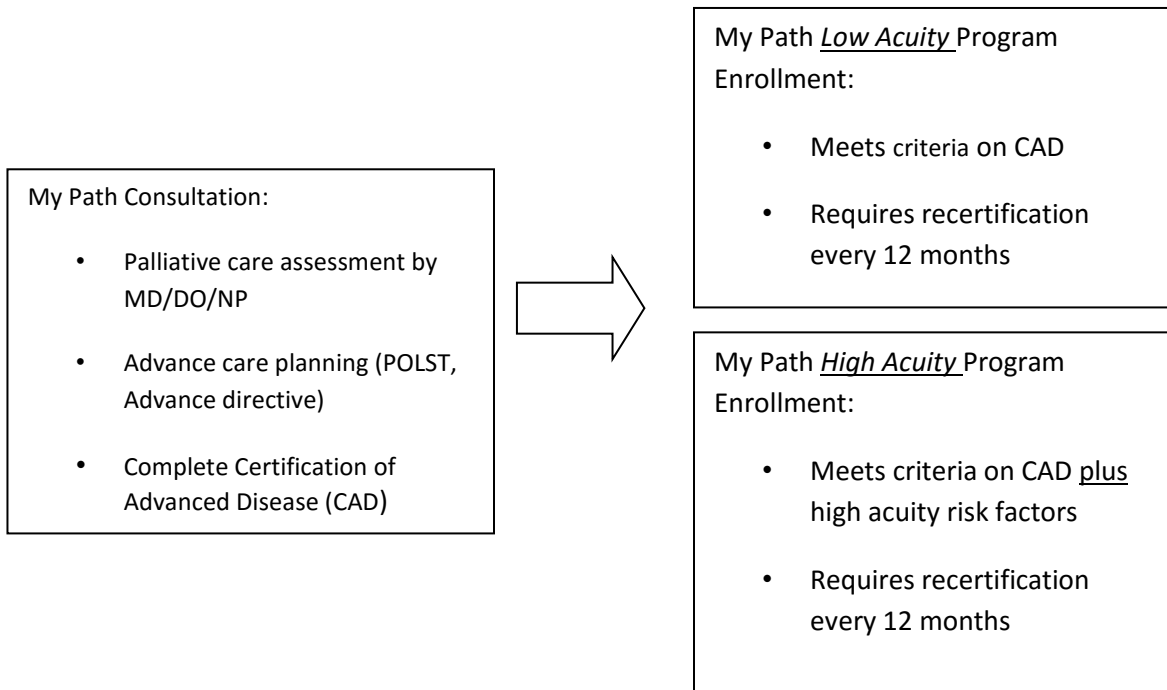 My Path Consultation:
• Palliative care assessment by
MD/DO/NP
• Advance care planning (POLST,
Advance directive)
• Complete Certification of
Advanced Disease (CAD)
My Path Low Acuity Program
Enrollment:
• Meets criteria on CAD
• Requires recertification
every 12 months
My Path High Acuity Program
Enrollment:
• Meets criteria on CAD plus
high acuity risk factors
• Requires recertification
every 12 months